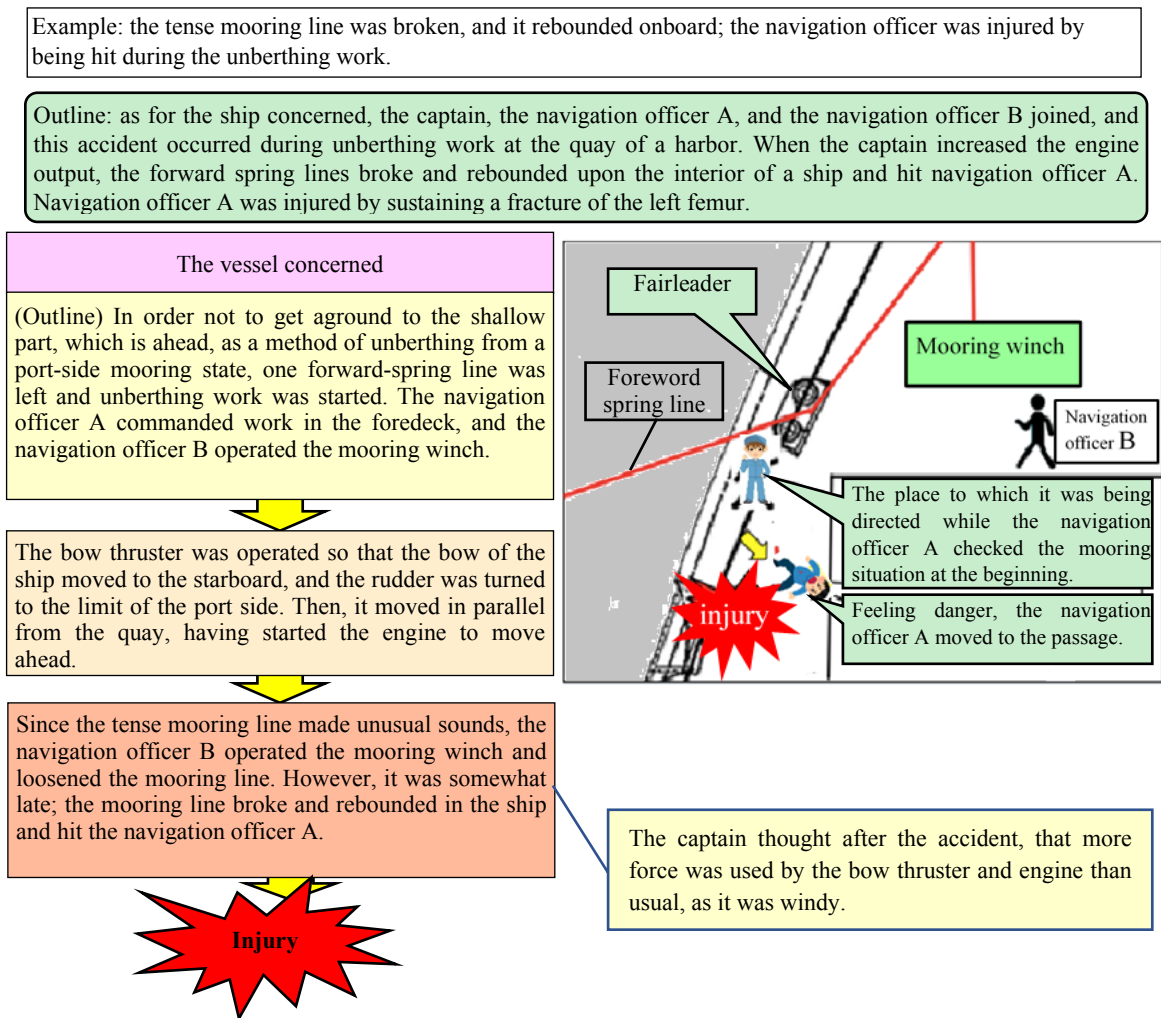 Example: the tense mooring line was broken, and it rebounded onboard; the navigation officer was injured by
being hit during the unberthing work.
Outline: as for the ship concerned, the captain, the navigation officer A, and the navigation officer B joined, and
this accident occurred during unberthing work at the quay of a harbor. When the captain increased the engine
output, the forward spring lines broke and rebounded upon the interior of a ship and hit navigation officer A.
Navigation officer A was injured by sustaining a fracture of the left femur.
The vessel concerned
(Outline) In order not to get aground to the shallow
part, which is ahead, as a method of unberthing from a
port-side mooring state, one forward-spring line was
left and unberthing work was started. The navigation
officer A commanded work in the foredeck, and the
navigation officer B operated the mooring winch.
The bow thruster was operated so that the bow of the
ship moved to the starboard, and the rudder was turned
to the limit of the port side. Then, it moved in parallel
from the quay, having started the engine to move
ahead.
Since the tense mooring line made unusual sounds, the
navigation officer B operated the mooring winch and
loosened the mooring line. However, it was somewhat
late; the mooring line broke and rebounded in the ship
and hit the navigation officer A.
Injury
Fairleader
Mooring winch
Foreword
spring line
Navigation
officer B
The place to which it was being
directed while the navigation
officer A checked the mooring
situation at the beginning.
injury
Feeling danger, the navigation
officer A moved to the passage.
The captain thought after the accident, that more
force was used by the bow thruster and engine than
usual, as it was windy.